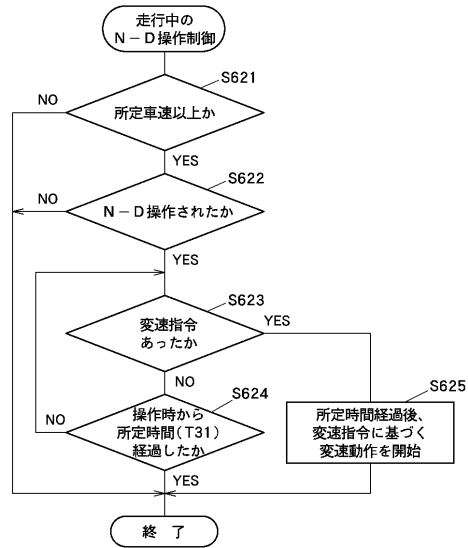 走行中の
N－D操作制御
S621
NO
所定車速以上か
YES
S622
NO
N－D操作されたか
YES
S623
YES
変速指令
あったか
NO
S624
S625
NO
操作時から
所定時間(T31)
経過したか
所定時間経過後、
変速指令に基づく
変速動作を開始
YES
終　了